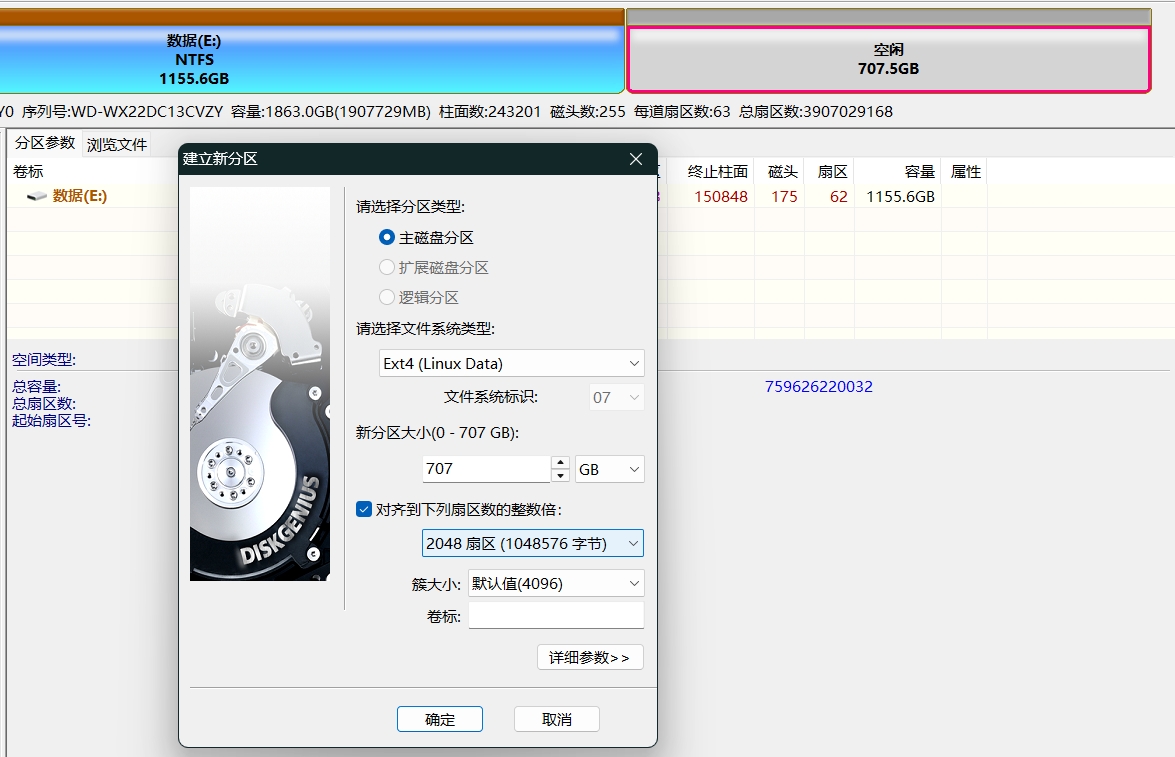 数据(E:)
NTFS
1155.6GB
空闲
707.5GB
Y0 序列号:WD-WX22DC13CVZY 容量:1863.0GB(1907729MB) 柱面数:243201 磁头数:255 每道扇区数:63 总扇区数:3907029168
分区参数 浏览文件
卷标 终止柱面 磁头 扇区 容量 属性
数据(E:) 150848 175 62 1155.6GB
空间类型:
总容量: 759626220032
总扇区数:
起始扇区号:
建立新分区
请选择分区类型:
主磁盘分区
扩展磁盘分区
逻辑分区
请选择文件系统类型:
Ext4 (Linux Data)
文件系统标识: 07
新分区大小(0 - 707 GB):
707 GB
对齐到下列扇区数的整数倍:
2048 扇区 (1048576 字节)
簇大小: 默认值(4096)
卷标:
详细参数>>
确定 取消
DISKGENIUS